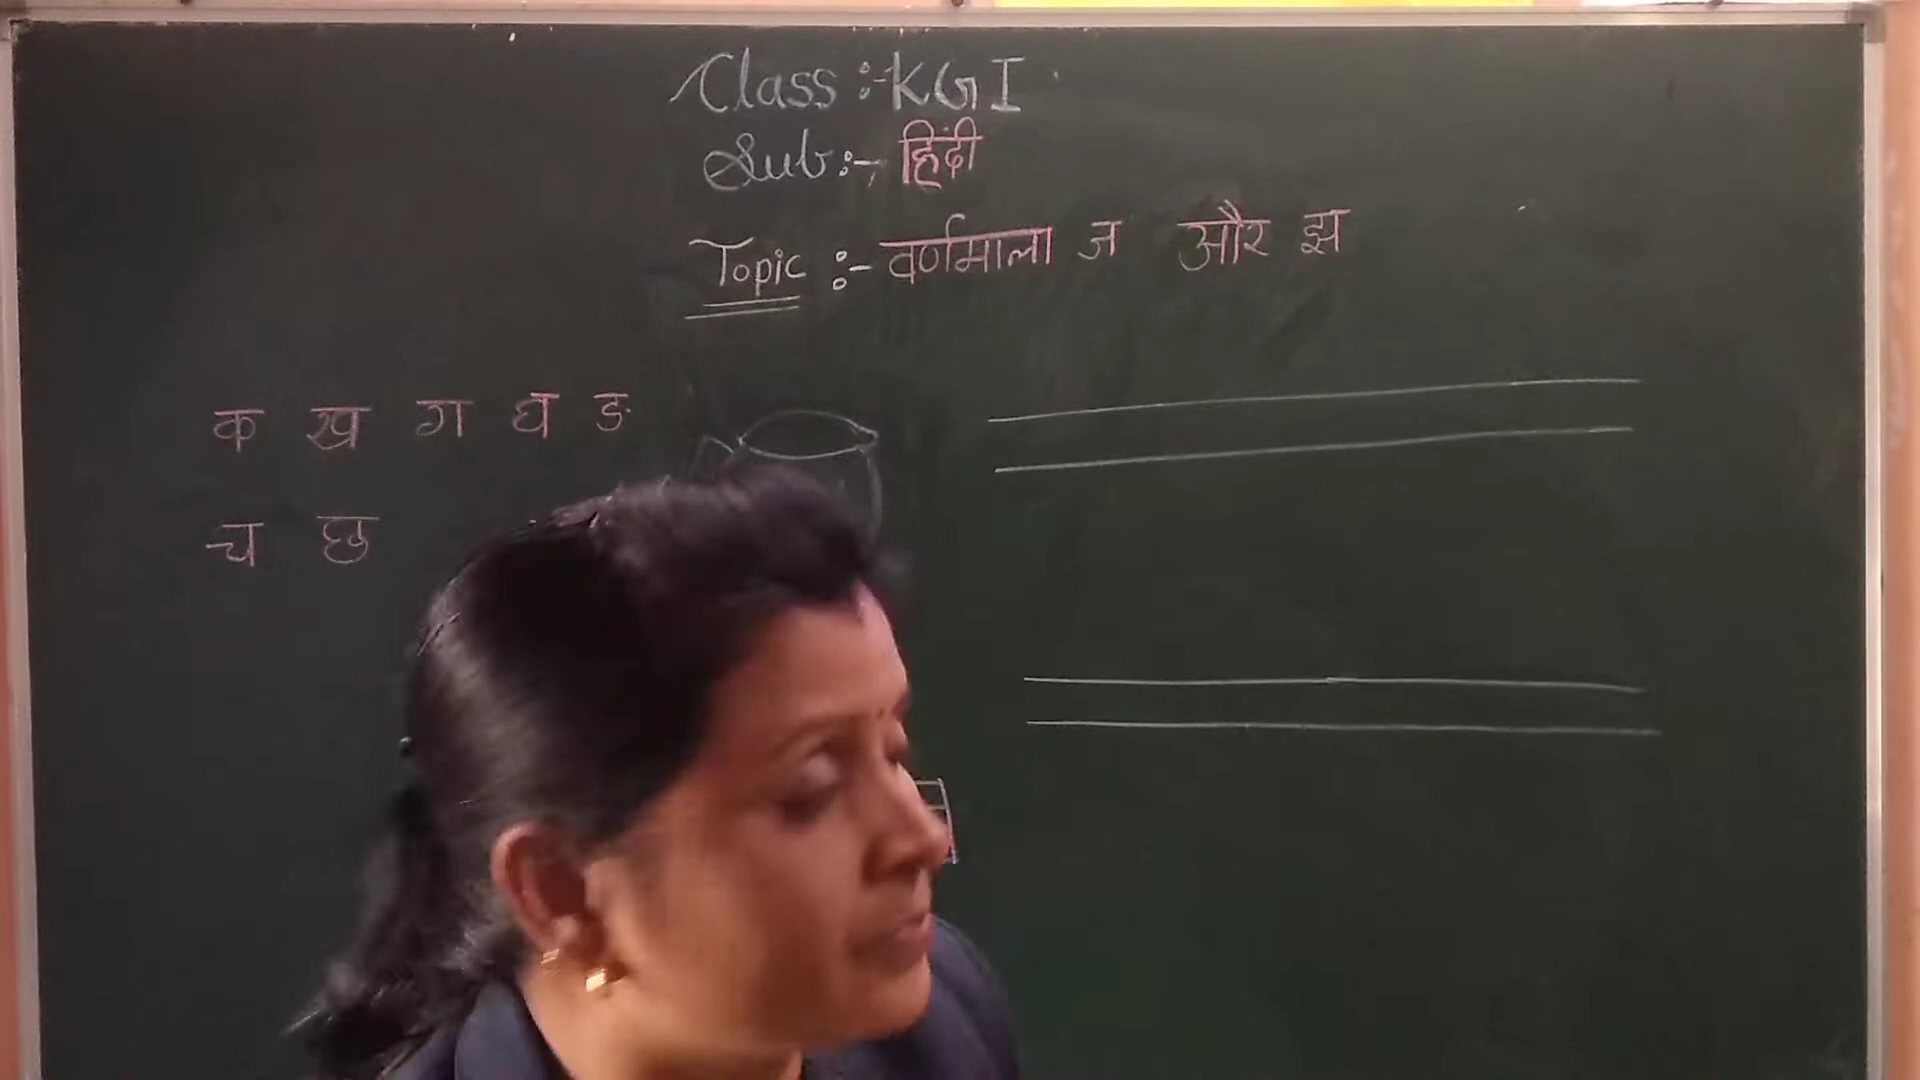 Class :- KG I
Sub :- हिंदी
Topic :- वर्णमाला ज और झ
क ख ग घ ङ
च छ